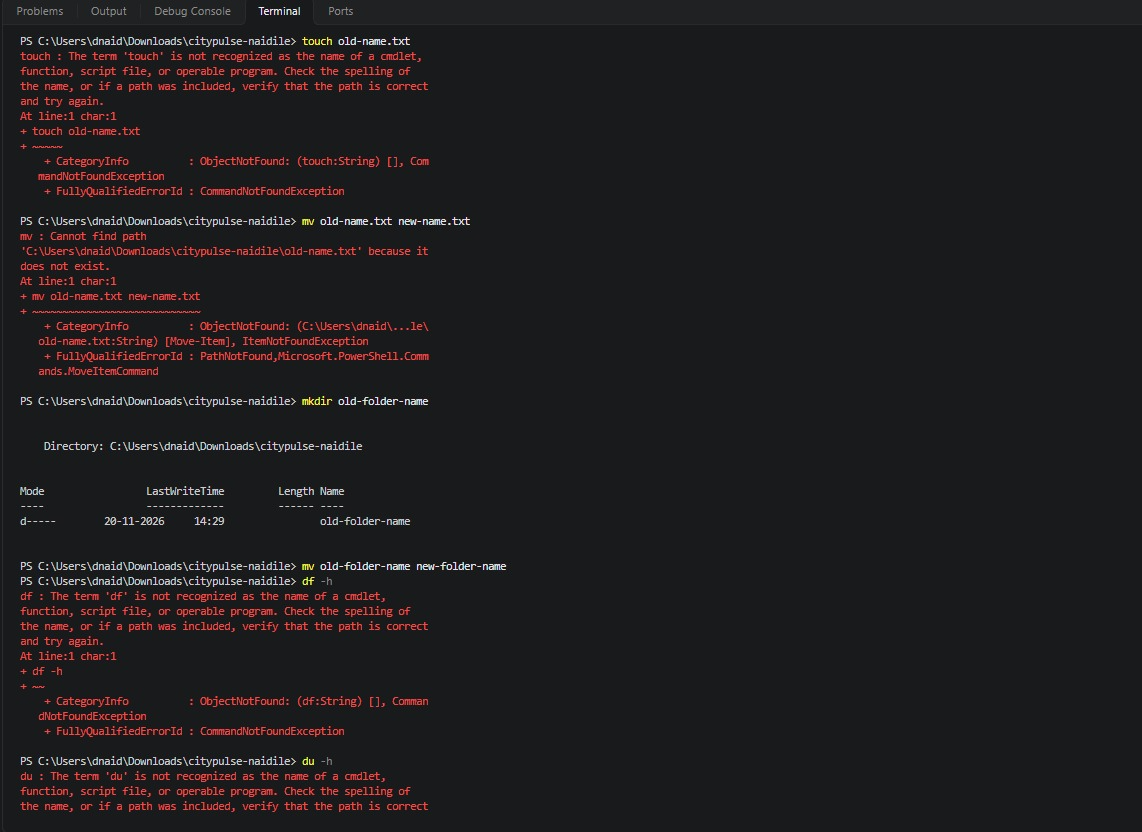 Problems Output Debug Console Terminal Ports
PS C:\Users\dnaid\Downloads\citypulse-naidile> touch old-name.txt
touch : The term 'touch' is not recognized as the name of a cmdlet,
function, script file, or operable program. Check the spelling of
the name, or if a path was included, verify that the path is correct
and try again.
At line:1 char:1
+ touch old-name.txt
+ ~~~~~
    + CategoryInfo          : ObjectNotFound: (touch:String) [], Com
   mandNotFoundException
    + FullyQualifiedErrorId : CommandNotFoundException
PS C:\Users\dnaid\Downloads\citypulse-naidile> mv old-name.txt new-name.txt
mv : Cannot find path
'C:\Users\dnaid\Downloads\citypulse-naidile\old-name.txt' because it
does not exist.
At line:1 char:1
+ mv old-name.txt new-name.txt
+ ~~~~~~~~~~~~~~~~~~~~~~~~~~~~
    + CategoryInfo          : ObjectNotFound: (C:\Users\dnaid\...le\
   old-name.txt:String) [Move-Item], ItemNotFoundException
    + FullyQualifiedErrorId : PathNotFound,Microsoft.PowerShell.Comm
   ands.MoveItemCommand
PS C:\Users\dnaid\Downloads\citypulse-naidile> mkdir old-folder-name
    Directory: C:\Users\dnaid\Downloads\citypulse-naidile
Mode                 LastWriteTime         Length Name
----                 -------------         ------ ----
d-----        20-11-2026     14:29                old-folder-name
PS C:\Users\dnaid\Downloads\citypulse-naidile> mv old-folder-name new-folder-name
PS C:\Users\dnaid\Downloads\citypulse-naidile> df -h
df : The term 'df' is not recognized as the name of a cmdlet,
function, script file, or operable program. Check the spelling of
the name, or if a path was included, verify that the path is correct
and try again.
At line:1 char:1
+ df -h
+ ~~
    + CategoryInfo          : ObjectNotFound: (df:String) [], Comman
   dNotFoundException
    + FullyQualifiedErrorId : CommandNotFoundException
PS C:\Users\dnaid\Downloads\citypulse-naidile> du -h
du : The term 'du' is not recognized as the name of a cmdlet,
function, script file, or operable program. Check the spelling of
the name, or if a path was included, verify that the path is correct